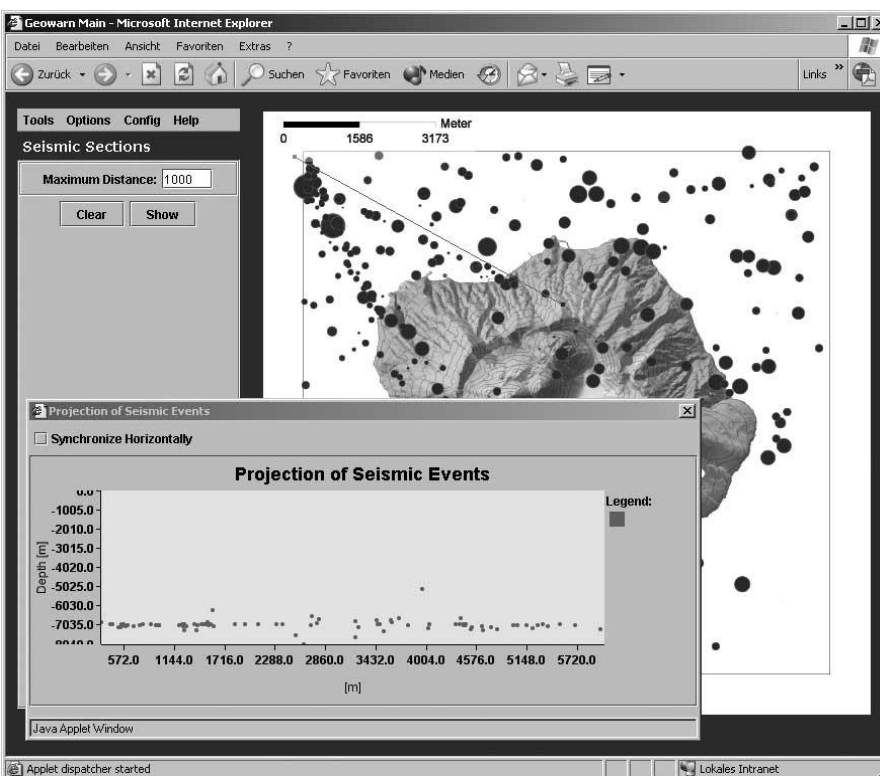 Geowarn Main - Microsoft Internet Explorer
Datei Bearbeiten Ansicht Favoriten Extras ?
Zurück Suchen Favoriten Medien Links »
Tools Options Config Help
Seismic Sections
Maximum Distance: 1000
Clear Show
Meter
0 1586 3173
Projection of Seismic Events
Synchronize Horizontally
Projection of Seismic Events
Legend:
Depth [m]
0.0
-1005.0
-2010.0
-3015.0
-4020.0
-5025.0
-6030.0
-7035.0
-8040.0
572.0 1144.0 1716.0 2288.0 2860.0 3432.0 4004.0 4576.0 5148.0 5720.0
[m]
Java Applet Window
Applet dispatcher started
Lokales Intranet